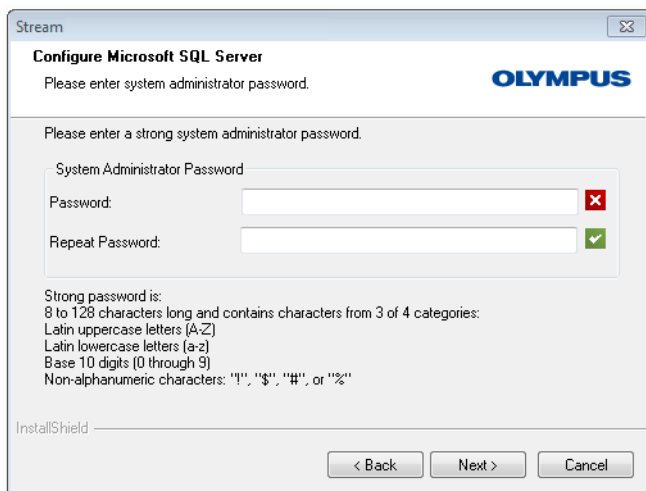 Stream
Configure Microsoft SQL Server
Please enter system administrator password.
OLYMPUS
Please enter a strong system administrator password.
System Administrator Password
Password:
Repeat Password:
Strong password is:
8 to 128 characters long and contains characters from 3 of 4 categories:
Latin uppercase letters (A-Z)
Latin lowercase letters (a-z)
Base 10 digits (0 through 9)
Non-alphanumeric characters: "!", "$", "#", or "%"
InstallShield
< Back Next > Cancel